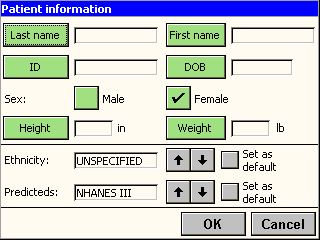 Patient information
Last name First name
ID DOB
Sex: Male Female
Height in Weight lb
Ethnicity: UNSPECIFIED Set as default
Predicteds: NHANES III Set as default
OK Cancel